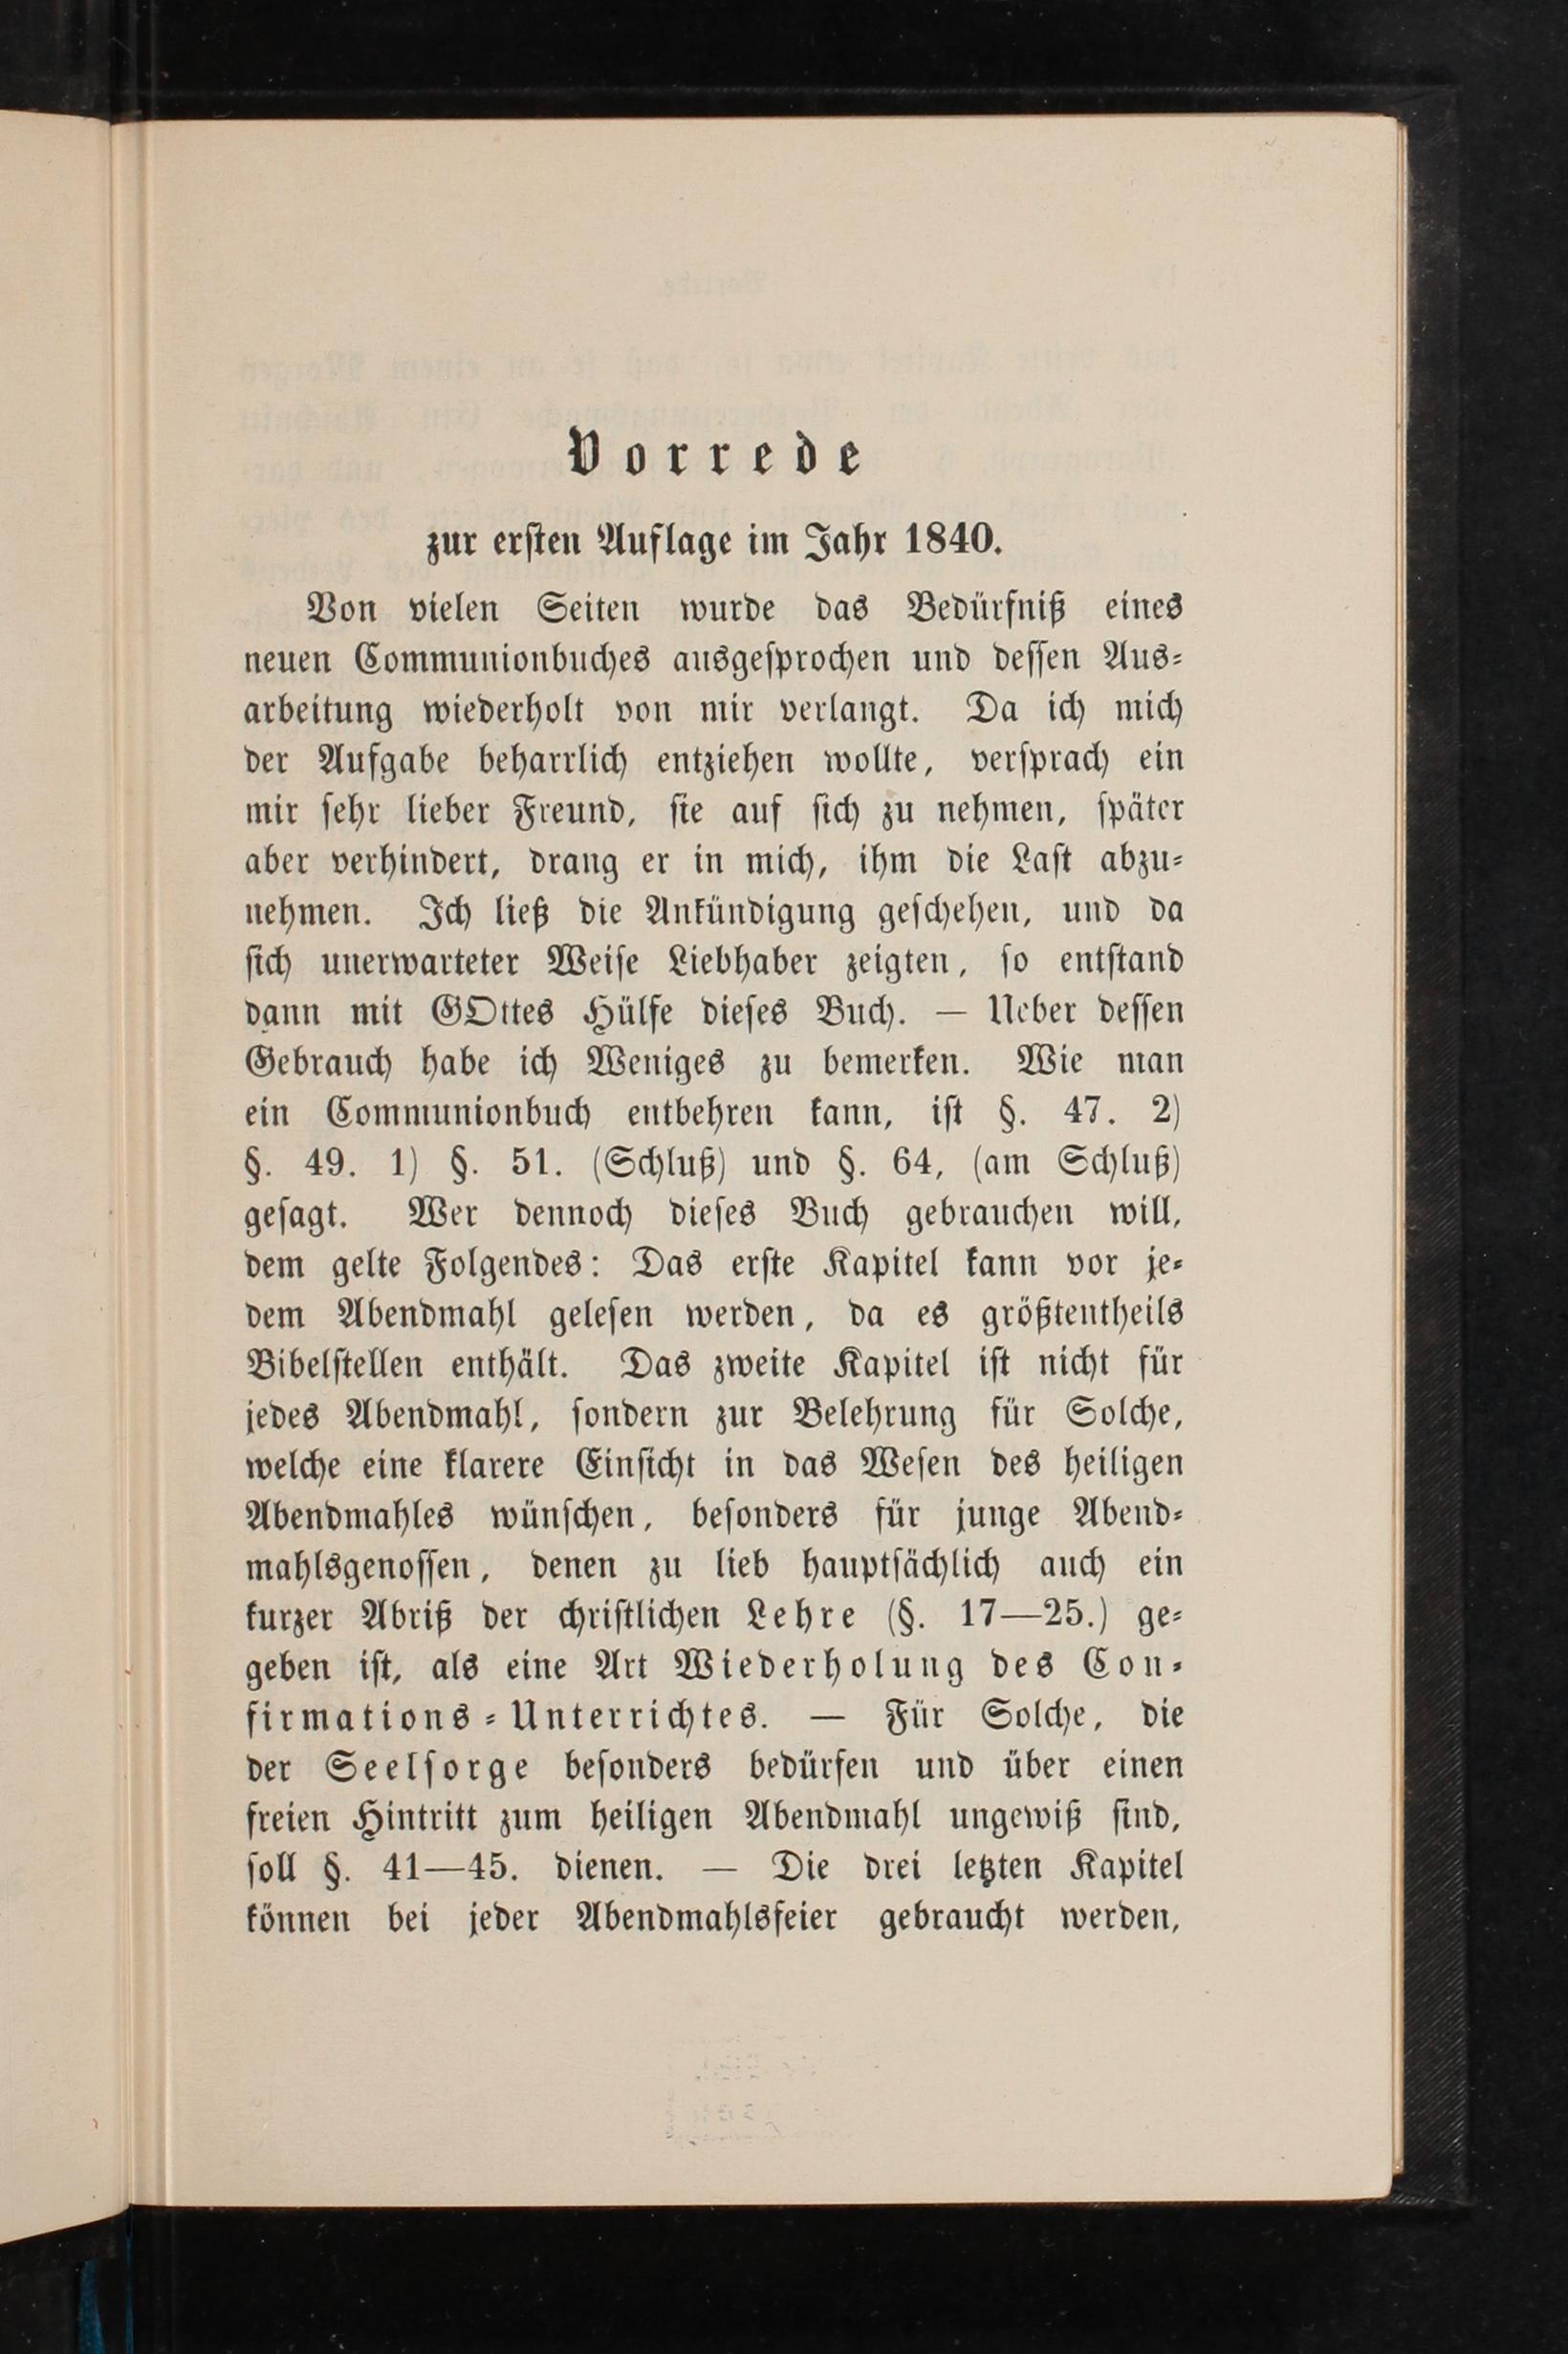 Vorrede
zur erſten Auflage im Jahr 1840.
Von vielen Seiten wurde das Bedürfniß eines
neuen Communionbuches ausgeſprochen und deſſen Aus⸗
arbeitung wiederholt von mir verlangt. Da ich mich
der Aufgabe beharrlich entziehen wollte, verſprach ein
mir ſehr lieber Freund, ſie auf ſich zu nehmen, ſpäter
aber verhindert, drang er in mich, ihm die Laſt abzu⸗
nehmen. Ich ließ die Ankündigung geſchehen, und da
ſich unerwarteter Weiſe Liebhaber zeigten, ſo entſtand
dann mit GOttes Hülfe dieſes Buch. — Ueber deſſen
Gebrauch habe ich Weniges zu bemerken. Wie man
ein Communionbuch entbehren kann, iſt §. 47. 2)
§. 49. 1) §. 51. (Schluß) und §. 64, (am Schluß)
geſagt. Wer dennoch dieſes Buch gebrauchen will,
dem gelte Folgendes: Das erſte Kapitel kann vor je⸗
dem Abendmahl geleſen werden, da es größtentheils
Bibelſtellen enthält. Das zweite Kapitel iſt nicht für
jedes Abendmahl, ſondern zur Belehrung für Solche,
welche eine klarere Einſicht in das Weſen des heiligen
Abendmahles wünſchen, beſonders für junge Abend⸗
mahlsgenoſſen, denen zu lieb hauptſächlich auch ein
kurzer Abriß der chriſtlichen Lehre (§. 17—25.) ge⸗
geben iſt, als eine Art Wiederholung des Con⸗
firmations⸗Unterrichtes. — Für Solche, die
der Seelſorge beſonders bedürfen und über einen
freien Hintritt zum heiligen Abendmahl ungewiß ſind,
ſoll §. 41—45. dienen. — Die drei letzten Kapitel
können bei jeder Abendmahlsfeier gebraucht werden,